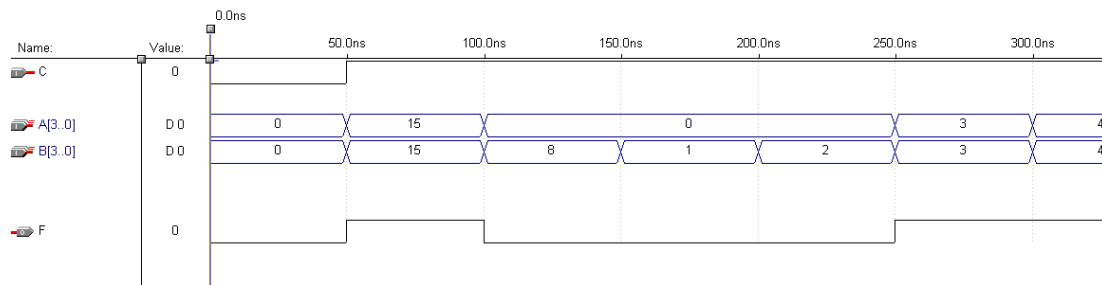 0.0ns
Name: Value: 50.0ns 100.0ns 150.0ns 200.0ns 250.0ns 300.0ns
C 0
A[3..0] D 0 0 15 0 3 4
B[3..0] D 0 0 15 8 1 2 3 4
F 0